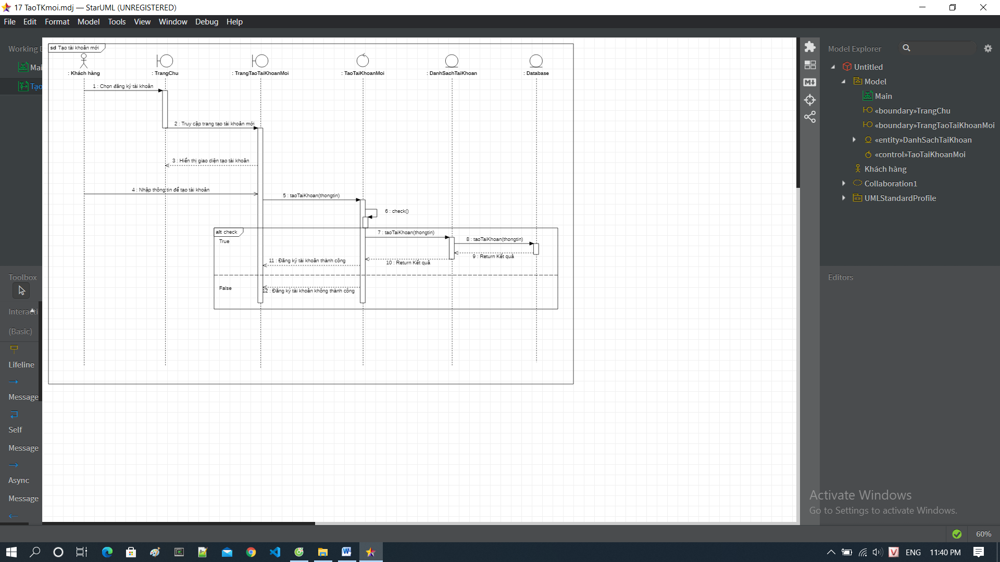 17 TaoTKmoi.mdj — StarUML (UNREGISTERED)
File Edit Format Model Tools View Window Debug Help
Working D
Mai
Tạo
sd Tạo tài khoản mới
: Khách hàng
: TrangChu
: TrangTaoTaiKhoanMoi
: TaoTaiKhoanMoi
: DanhSachTaiKhoan
: Database
1 : Chọn đăng ký tài khoản
2 : Truy cập trang tạo tài khoản mới
3 : Hiển thị giao diện tạo tài khoản
4 : Nhập thông tin để tạo tài khoản
5 : taoTaiKhoan(thongtin)
6 : check()
alt check
True
7 : taoTaiKhoan(thongtin)
8 : taoTaiKhoan(thongtin)
9 : Return Kết quả
10 : Return Kết quả
11 : Đăng ký tài khoản thành công
False
12 : Đăng ký tài khoản không thành công
Toolbox
Interacti
(Basic)
Lifeline
Message
Self
Message
Async
Message
Model Explorer
Untitled
Model
Main
«boundary»TrangChu
«boundary»TrangTaoTaiKhoanMoi
«entity»DanhSachTaiKhoan
«control»TaoTaiKhoanMoi
Khách hàng
Collaboration1
UMLStandardProfile
Editors
Activate Windows
Go to Settings to activate Windows.
60%
ENG 11:40 PM